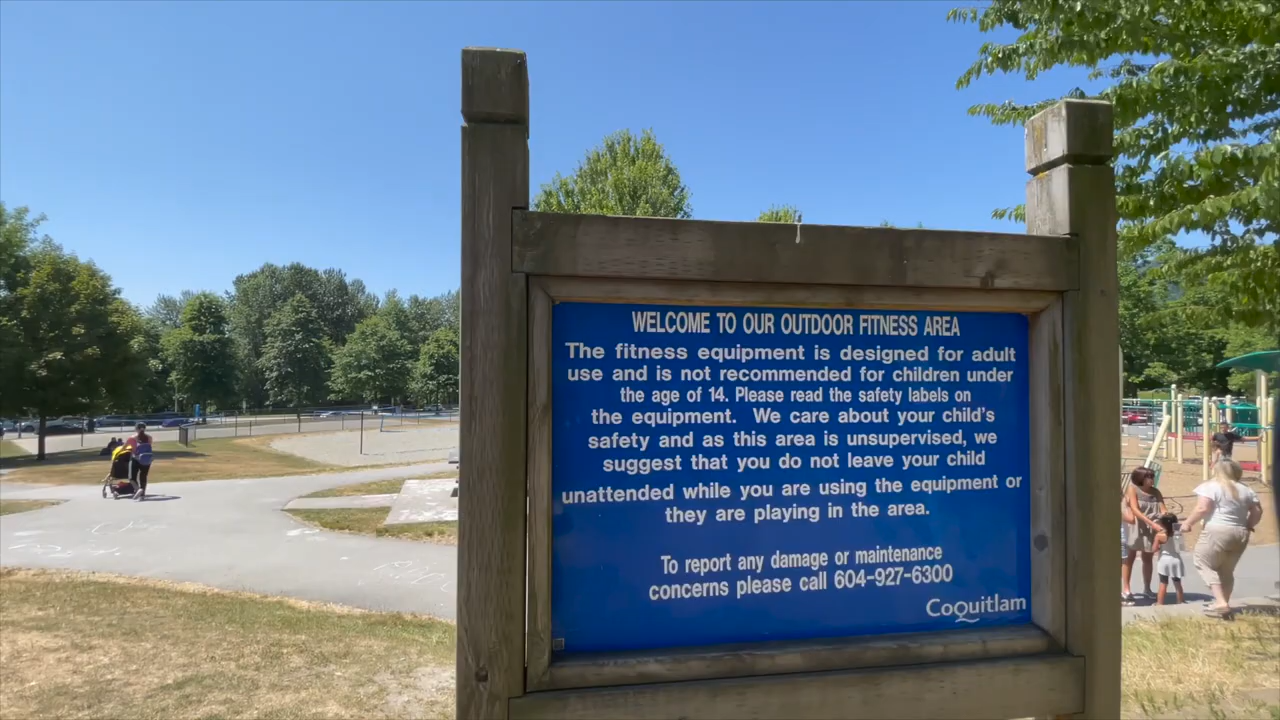 WELCOME TO OUR OUTDOOR FITNESS AREA
The fitness equipment is designed for adult
use and is not recommended for children under
the age of 14. Please read the safety labels on
the equipment. We care about your child's
safety and as this area is unsupervised, we
suggest that you do not leave your child
unattended while you are using the equipment or
they are playing in the area.
To report any damage or maintenance
concerns please call 604-927-6300
CoQuitlam